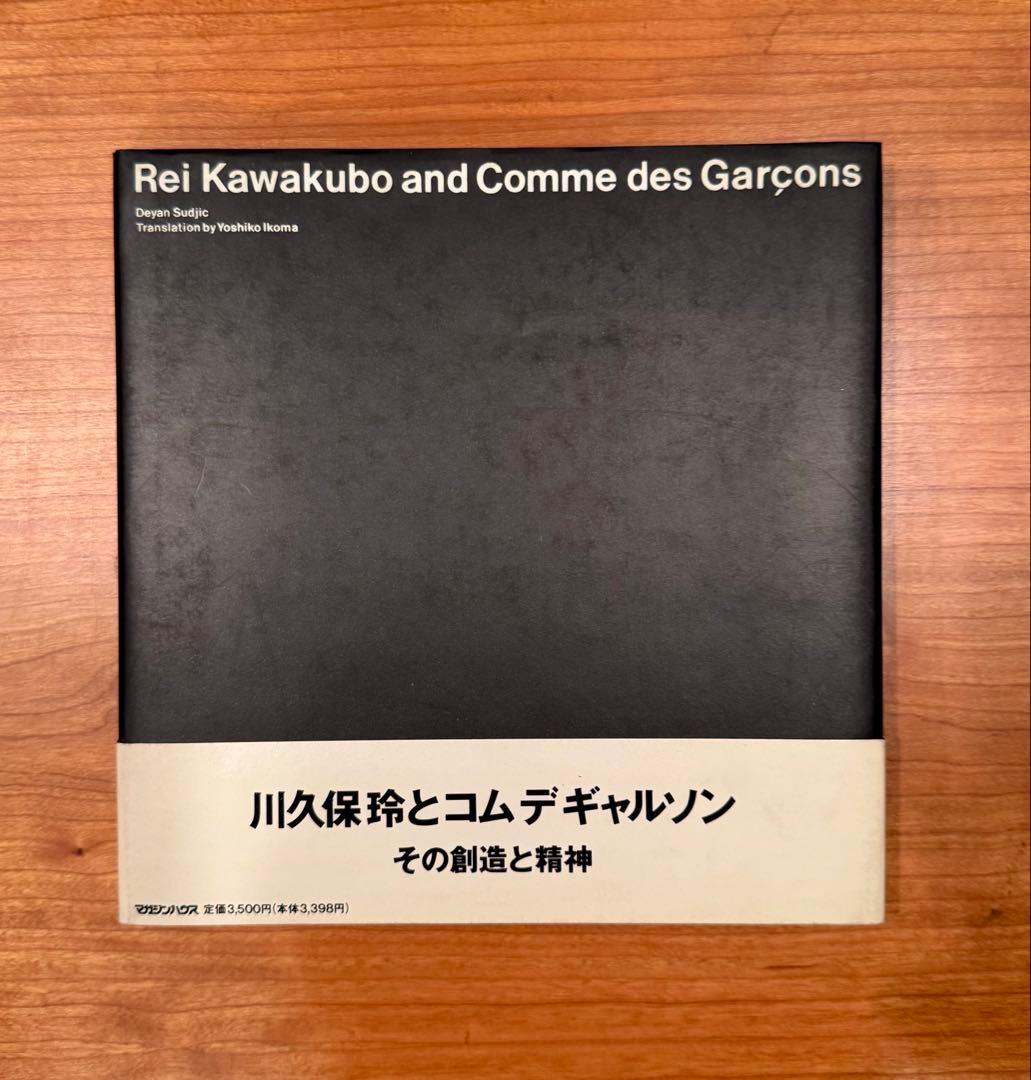 Rei Kawakubo and Comme des Garçons
Deyan Sudjic
Translation by Yoshiko Ikoma
川久保玲とコムデギャルソン
その創造と精神
マガジンハウス 定価3,500円(本体3,398円)